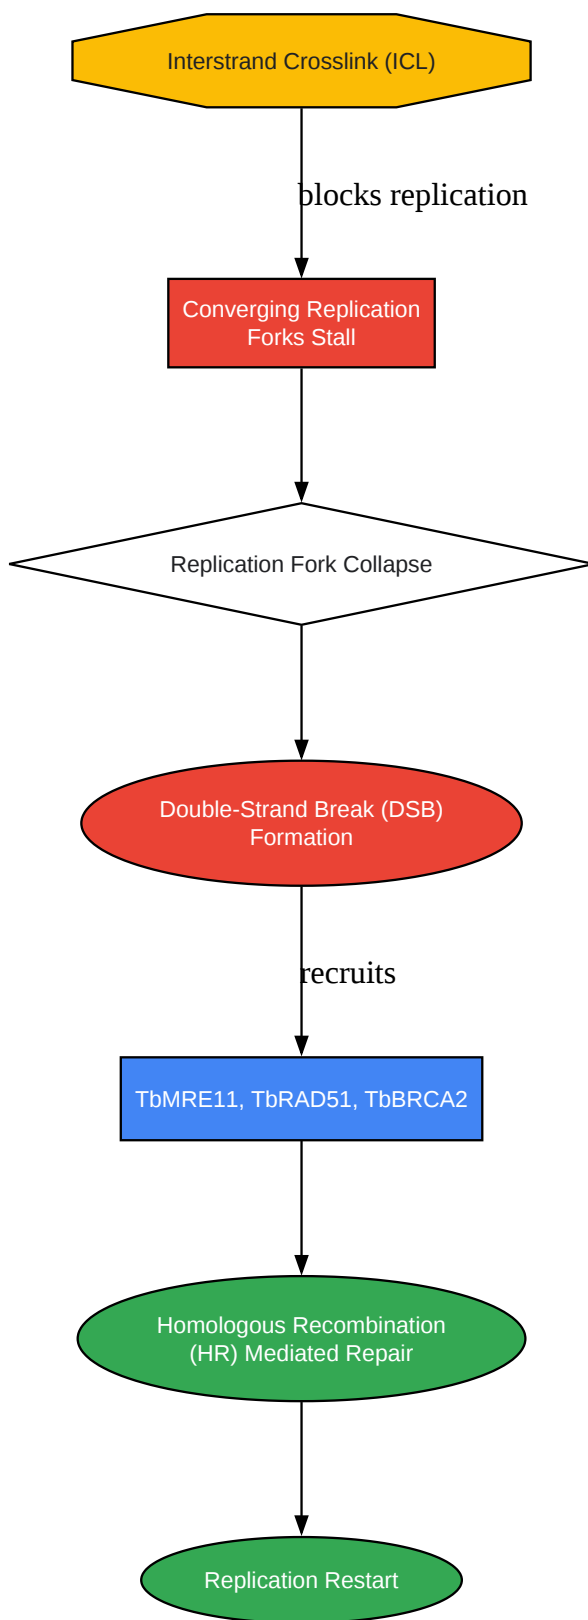 Interstrand Crosslink (ICL)
blocks replication
Converging Replication
Forks Stall
Replication Fork Collapse
Double-Strand Break (DSB)
Formation
recruits
TbMRE11, TbRAD51, TbBRCA2
Homologous Recombination
(HR) Mediated Repair
Replication Restart